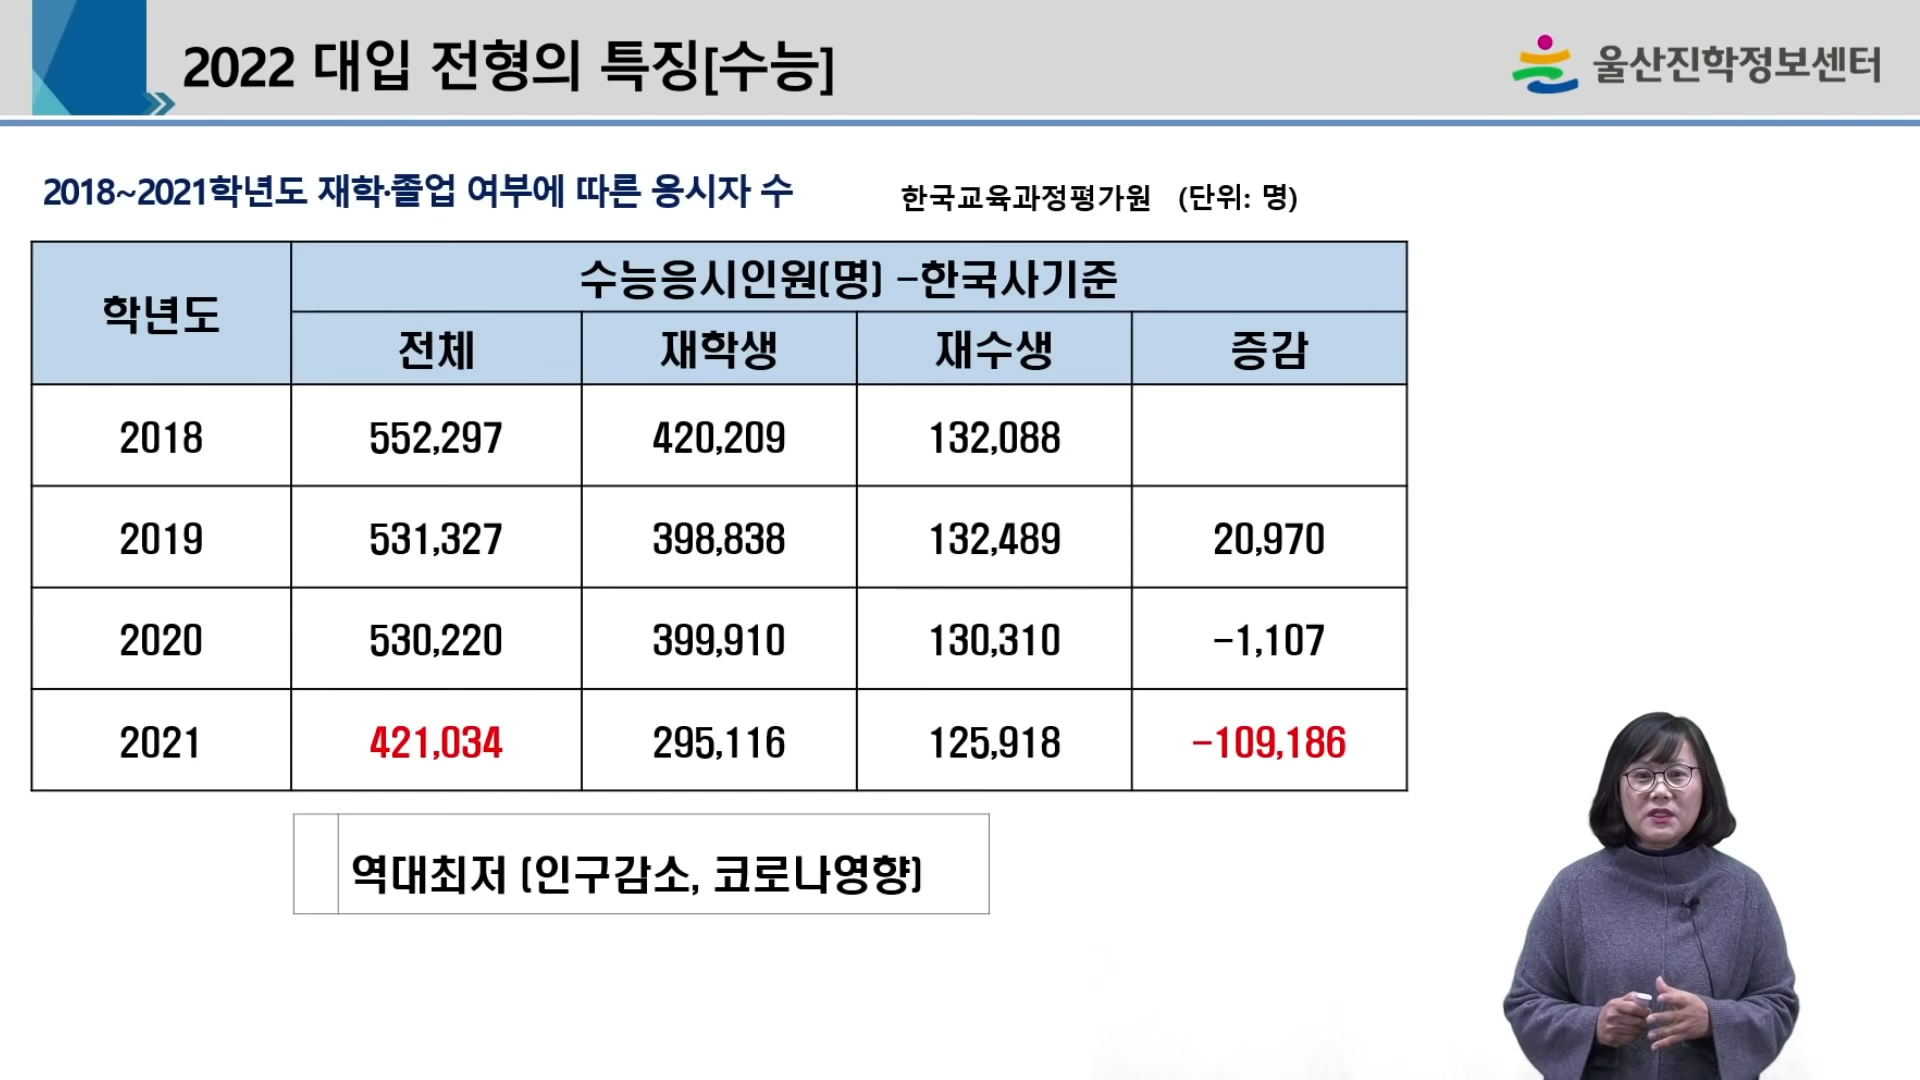 2022 대입 전형의 특징[수능]
울산진학정보센터
2018~2021학년도 재학·졸업 여부에 따른 응시자 수
한국교육과정평가원 (단위: 명)
학년도
수능응시인원(명) -한국사기준
전체 재학생 재수생 증감
2018 552,297 420,209 132,088
2019 531,327 398,838 132,489 20,970
2020 530,220 399,910 130,310 -1,107
2021 421,034 295,116 125,918 -109,186
역대최저 (인구감소, 코로나영향)